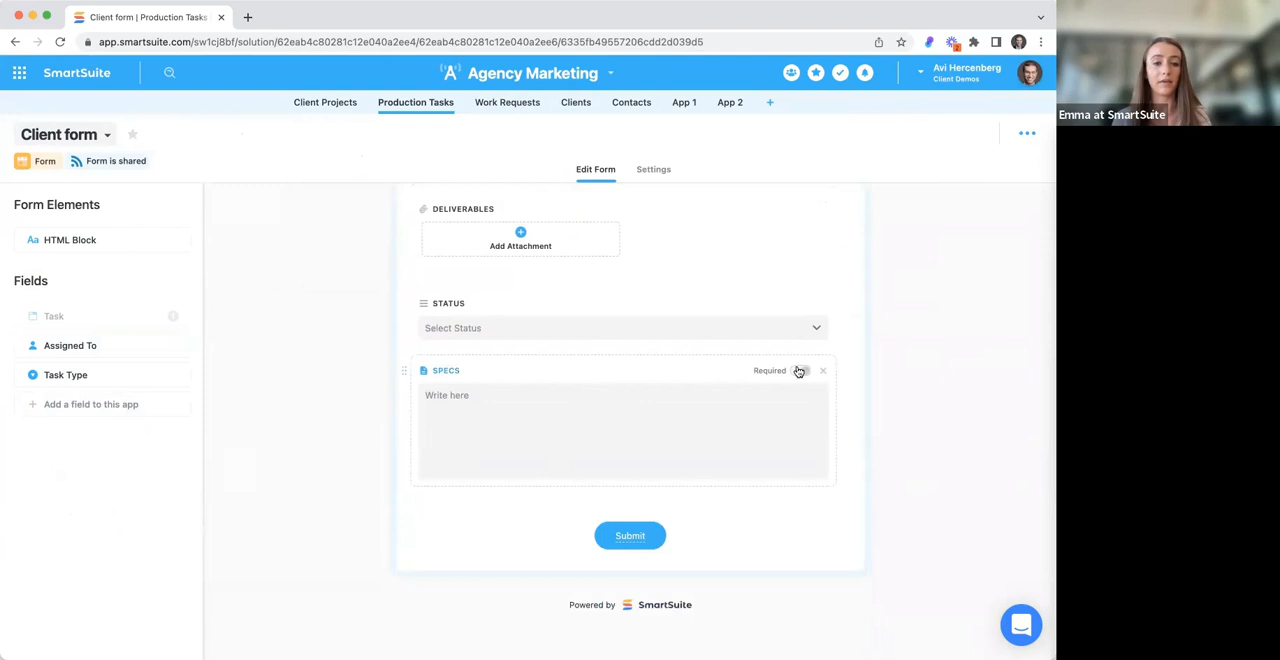 Client form | Production Tasks
app.smartsuite.com/sw1cj8bf/solution/62eab4c80281c12e040a2ee4/62eab4c80281c12e040a2ee6/6335fb49557206cdd2d039d5
2
SmartSuite
Agency Marketing
Avi Hercenberg
Client Demos
Client Projects
Production Tasks
Work Requests
Clients
Contacts
App 1
App 2
Emma at SmartSuite
Client form
Form
Form is shared
Edit Form
Settings
Form Elements
Aa HTML Block
Fields
Task
Assigned To
Task Type
Add a field to this app
DELIVERABLES
Add Attachment
STATUS
Select Status
SPECS
Required
Write here
Submit
Powered by SmartSuite